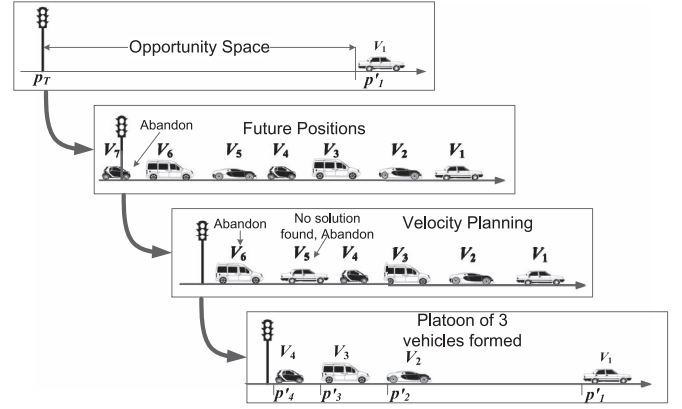 Opportunity Space
V₁
p_T
p'₁
Abandon
Future Positions
V₇ V₆ V₅ V₄ V₃ V₂ V₁
Abandon
No solution
found, Abandon
Velocity Planning
V₆ V₅ V₄ V₃ V₂ V₁
Platoon of 3
vehicles formed
V₄ V₃ V₂ V₁
p'₄ p'₃ p'₂ p'₁